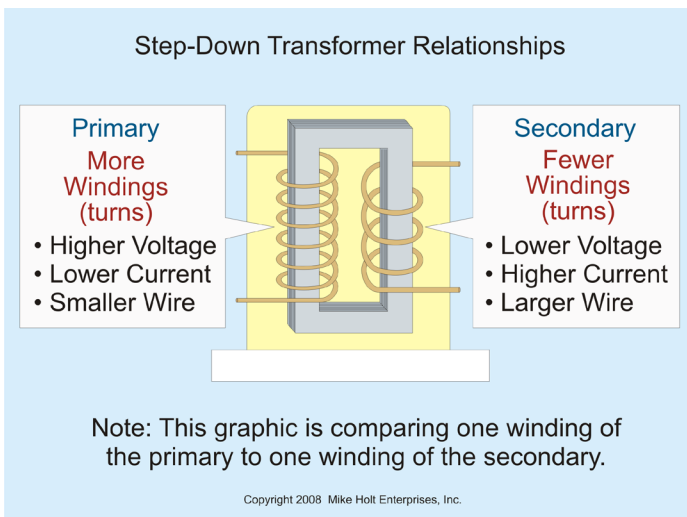 Step-Down Transformer Relationships
Primary
More
Windings
(turns)
• Higher Voltage
• Lower Current
• Smaller Wire
Secondary
Fewer
Windings
(turns)
• Lower Voltage
• Higher Current
• Larger Wire
Note: This graphic is comparing one winding of
the primary to one winding of the secondary.
Copyright 2008 Mike Holt Enterprises, Inc.